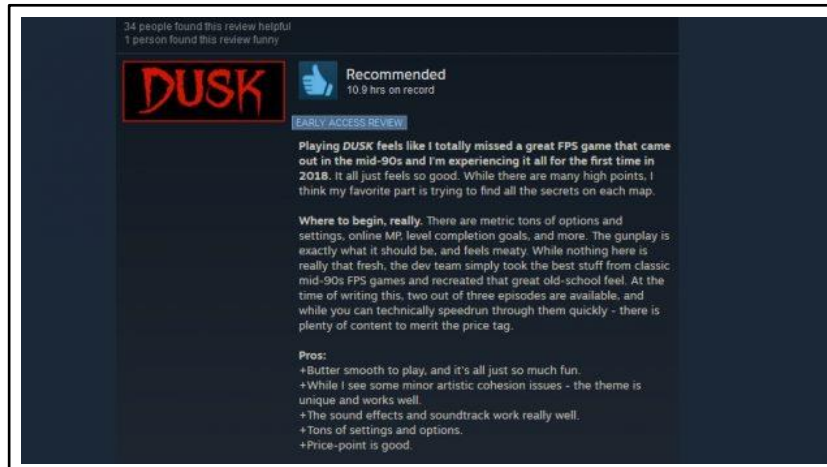 34 people found this review helpful
1 person found this review funny
DUSK
Recommended
10.9 hrs on record
EARLY ACCESS REVIEW
Playing DUSK feels like I totally missed a great FPS game that came
out in the mid-90s and I'm experiencing it all for the first time in
2018. It all just feels so good. While there are many high points, I
think my favorite part is trying to find all the secrets on each map.
Where to begin, really. There are metric tons of options and
settings, online MP, level completion goals, and more. The gunplay is
exactly what it should be, and feels meaty. While nothing here is
really that fresh, the dev team simply took the best stuff from classic
mid-90s FPS games and recreated that great old-school feel. At the
time of writing this, two out of three episodes are available, and
while you can technically speedrun through them quickly - there is
plenty of content to merit the price tag.
Pros:
+Butter smooth to play, and it's all just so much fun.
+While I see some minor artistic cohesion issues - the theme is
unique and works well.
+The sound effects and soundtrack work really well.
+Tons of settings and options.
+Price-point is good.